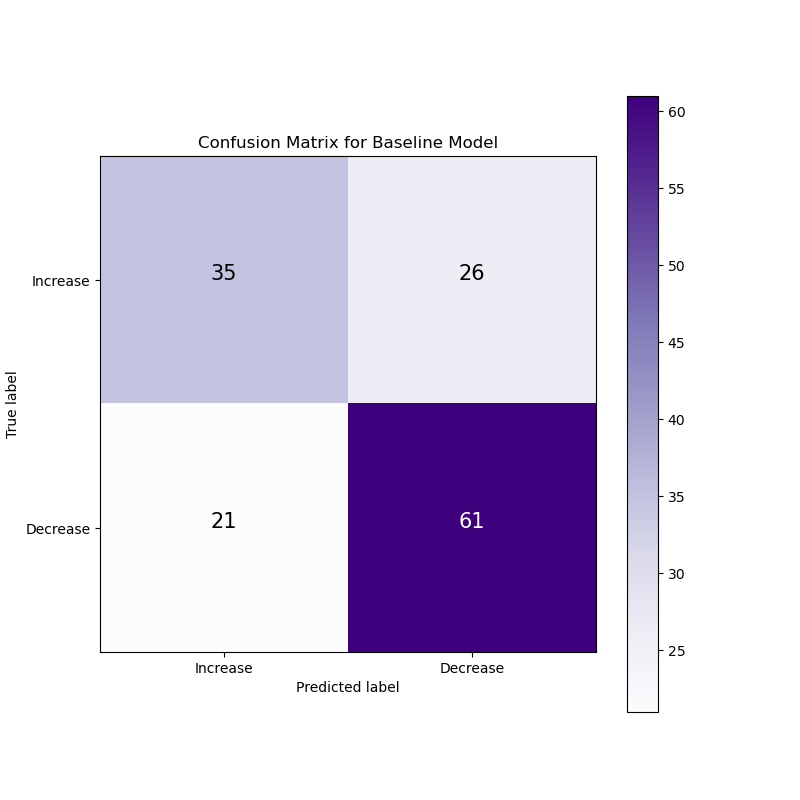 Confusion Matrix for Baseline Model
True label
Increase
Decrease
35
26
21
61
Increase
Decrease
Predicted label
60
55
50
45
40
35
30
25